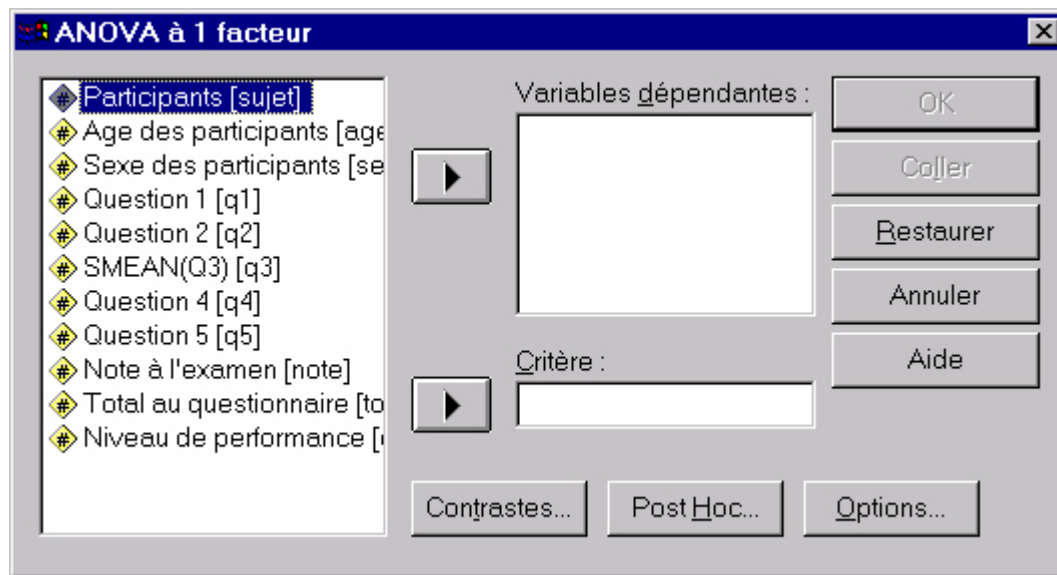 ANOVA à 1 facteur
Participants [sujet]
Age des participants [age
Sexe des participants [se
Question 1 [q1]
Question 2 [q2]
SMEAN(Q3) [q3]
Question 4 [q4]
Question 5 [q5]
Note à l'examen [note]
Total au questionnaire [to
Niveau de performance [
Variables dépendantes :
Critère :
OK
Coller
Restaurer
Annuler
Aide
Contrastes...
Post Hoc...
Options...